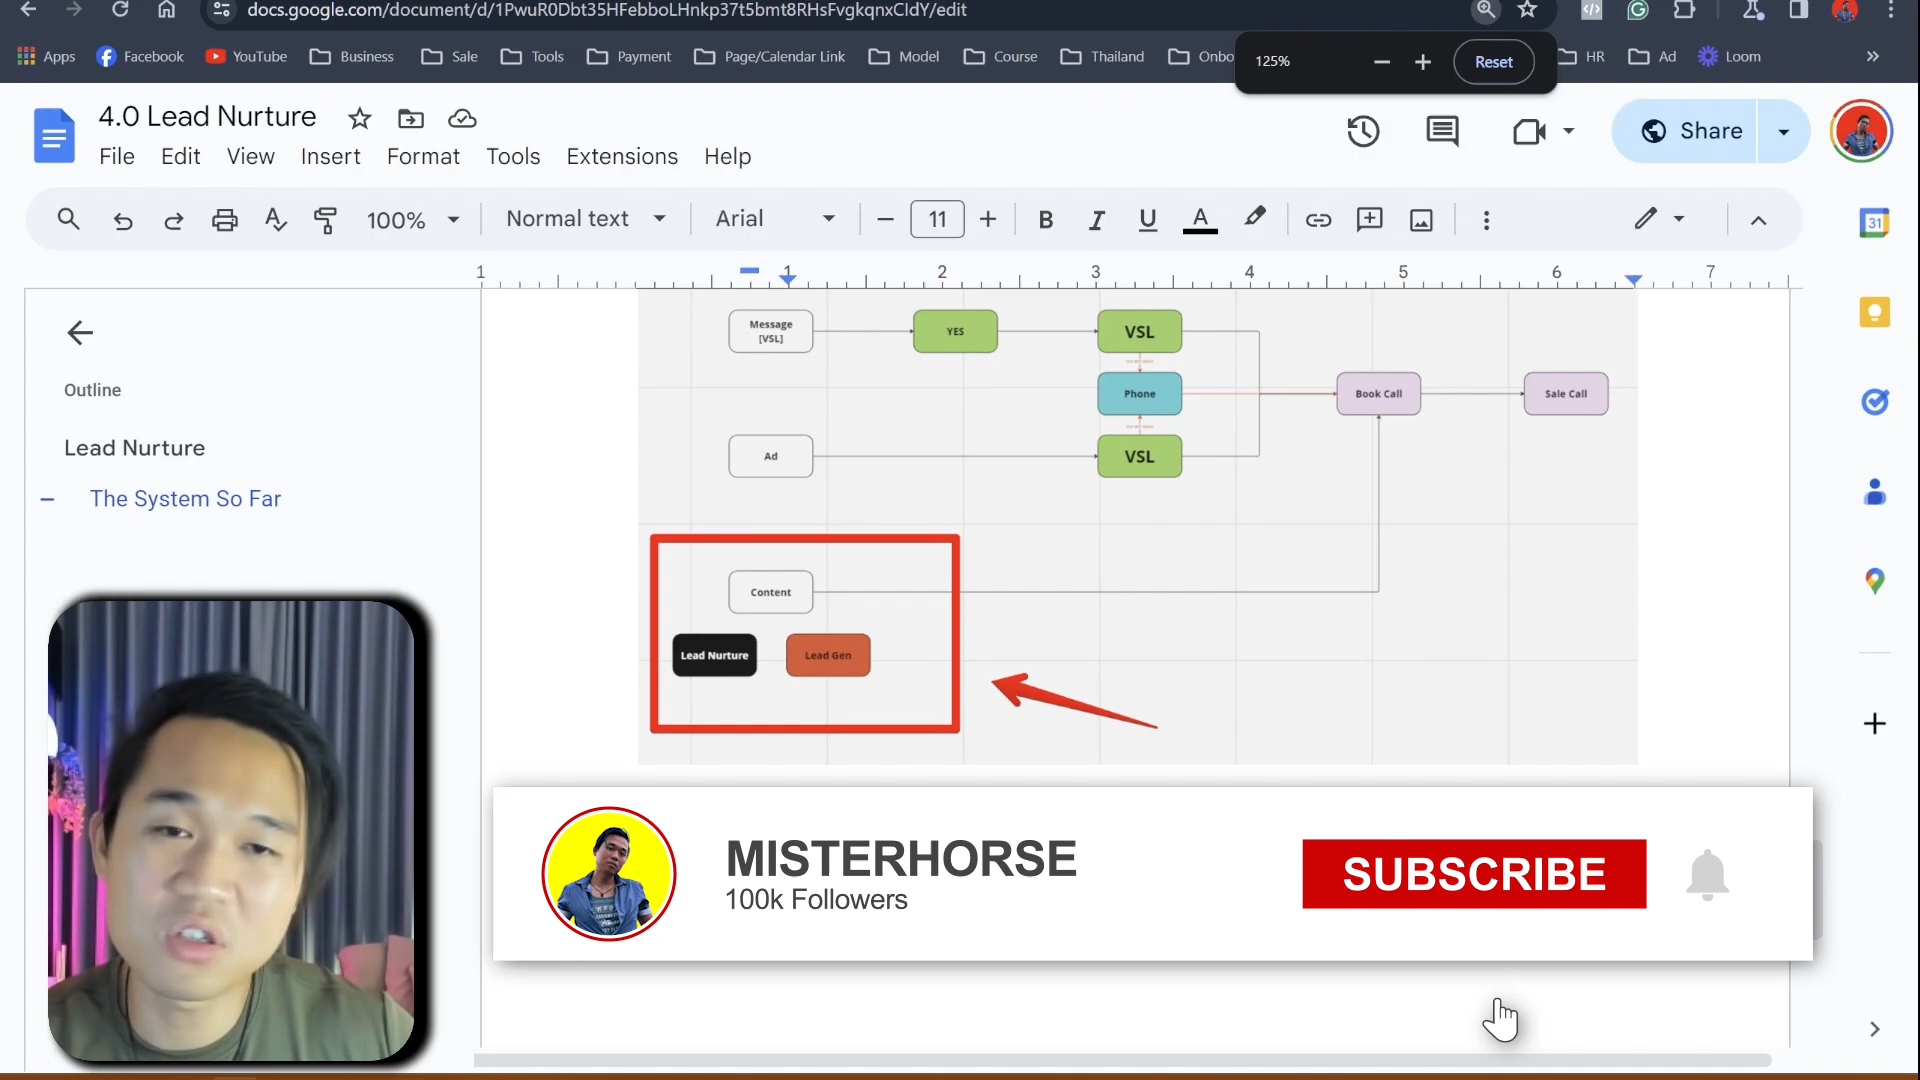 docs.google.com/document/d/1PwuR0Dbt35HFebboLHnkp37t5bmt8RHsFvgkqnxCIdY/edit
Apps
Facebook
YouTube
Business
Sale
Tools
Payment
Page/Calendar Link
Model
Course
Thailand
Onbo
125%
Reset
HR
Ad
Loom
4.0 Lead Nurture
File
Edit
View
Insert
Format
Tools
Extensions
Help
Share
100%
Normal text
Arial
11
B
I
U
A
31
1
1
2
3
4
5
6
7
Outline
Lead Nurture
The System So Far
Message
[VSL]
YES
VSL
Phone
Book Call
Sale Call
Ad
VSL
Content
Lead Nurture
Lead Gen
MISTERHORSE
100k Followers
SUBSCRIBE